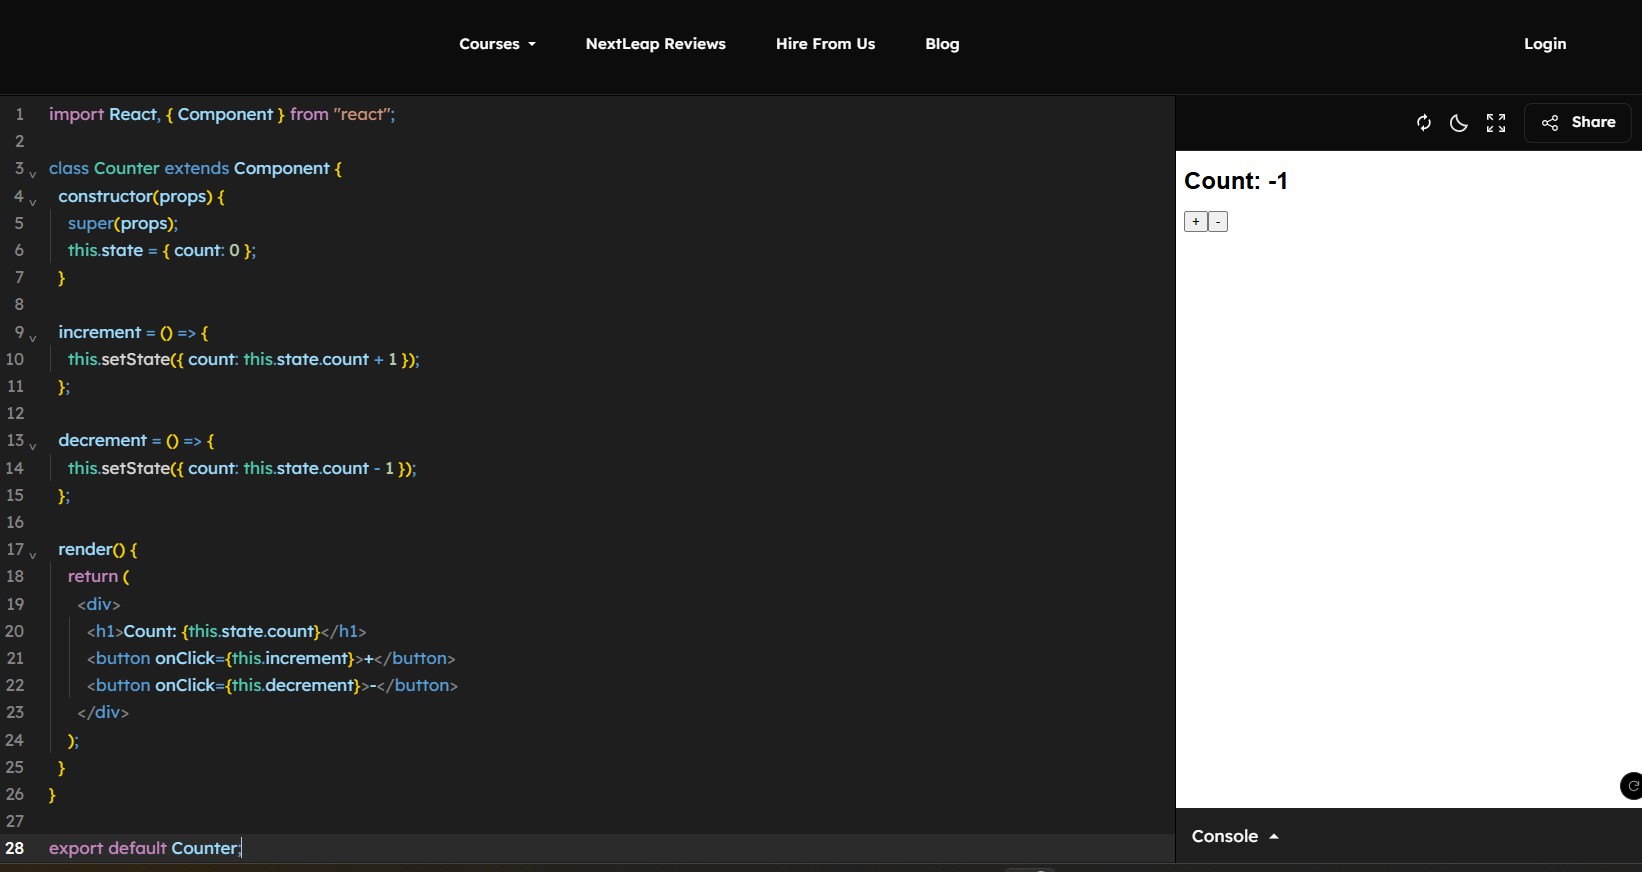 Courses NextLeap Reviews Hire From Us Blog Login
1 import React, { Component } from "react";
2
3 class Counter extends Component {
4 constructor(props) {
5 super(props);
6 this.state = { count: 0 };
7 }
8
9 increment = () => {
10 this.setState({ count: this.state.count + 1 });
11 };
12
13 decrement = () => {
14 this.setState({ count: this.state.count - 1 });
15 };
16
17 render() {
18 return (
19 <div>
20 <h1>Count: {this.state.count}</h1>
21 <button onClick={this.increment}>+</button>
22 <button onClick={this.decrement}>-</button>
23 </div>
24 );
25 }
26 }
27
28 export default Counter;
Share
Count: -1
+ -
Console